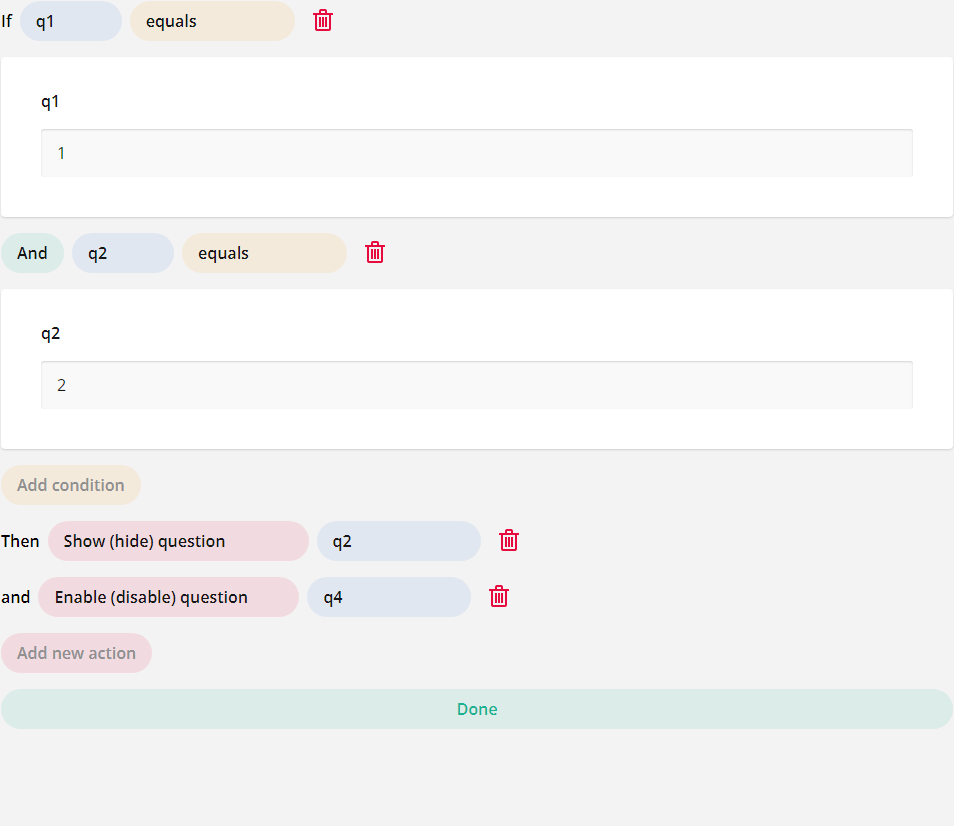 If q1 equals
q1
1
And q2 equals
q2
2
Add condition
Then Show (hide) question q2
and Enable (disable) question q4
Add new action
Done